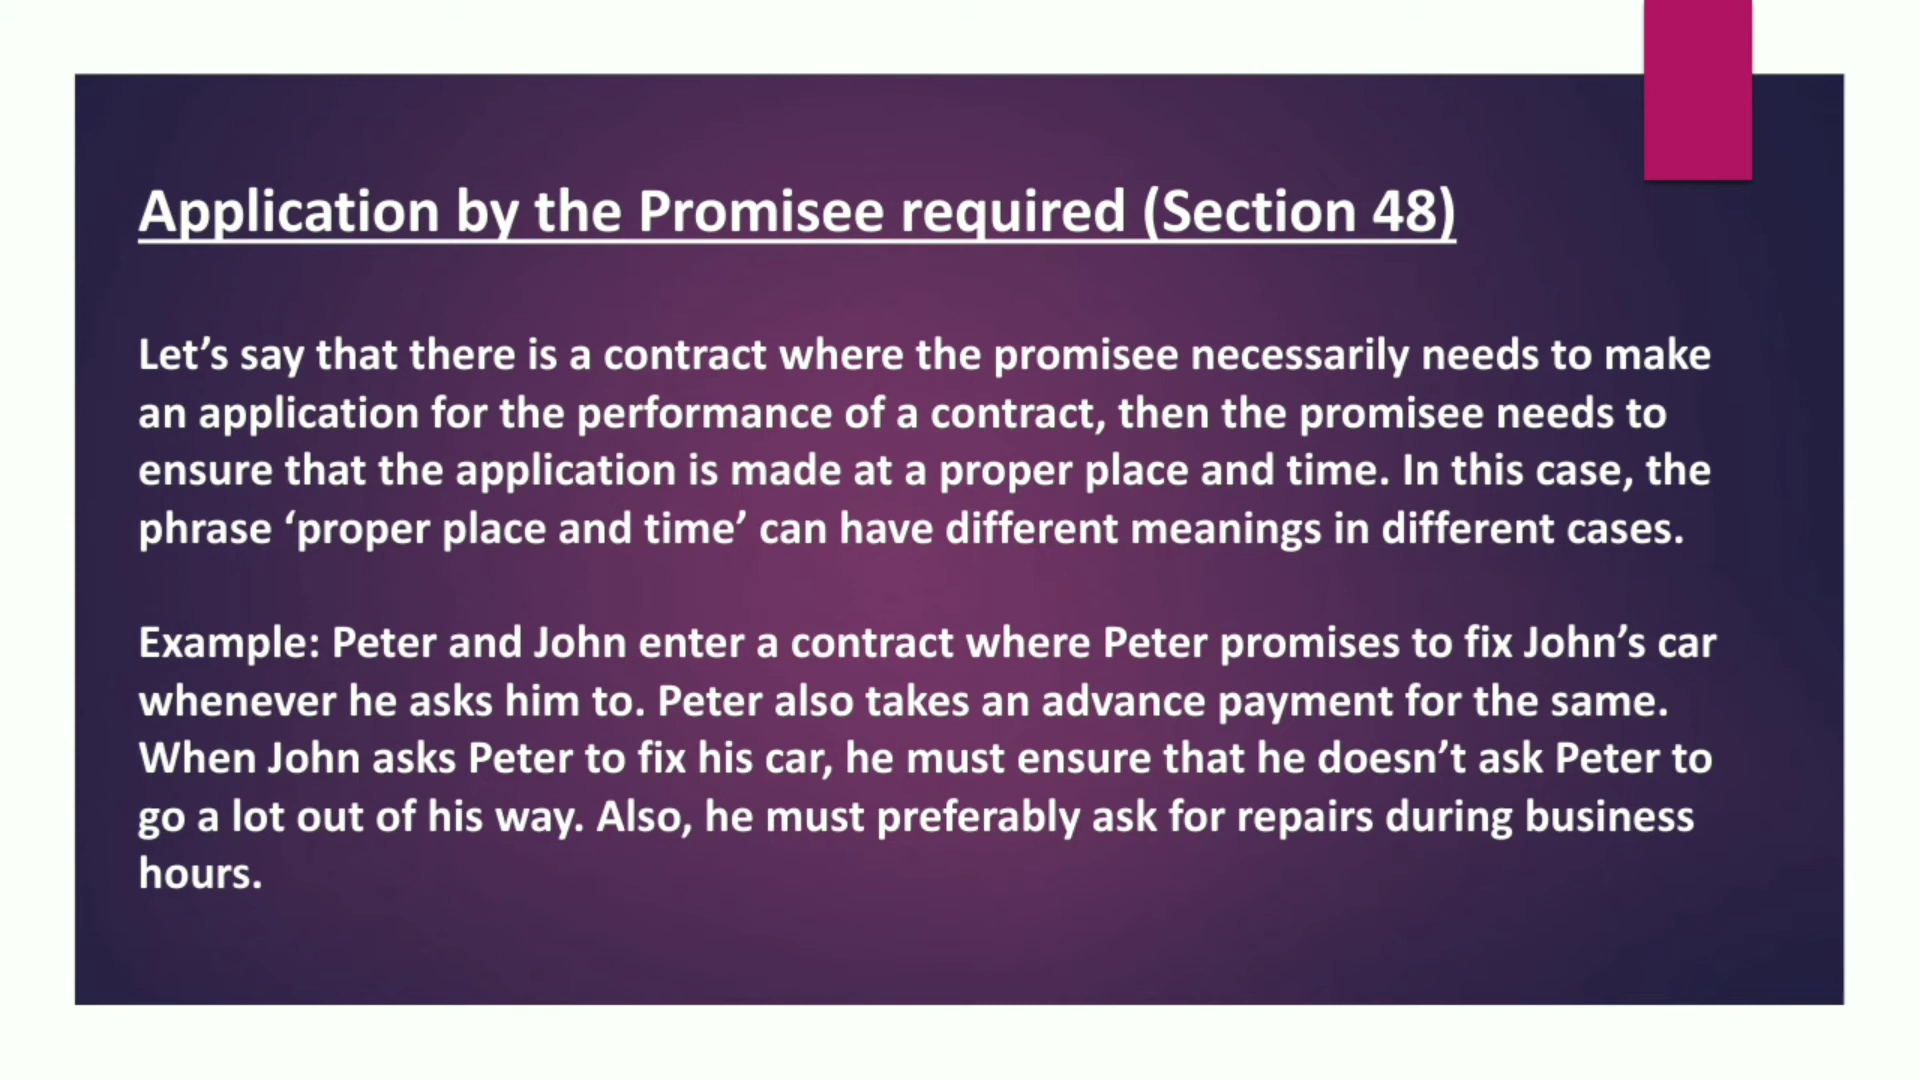 Application by the Promisee required (Section 48)
Let’s say that there is a contract where the promisee necessarily needs to make
an application for the performance of a contract, then the promisee needs to
ensure that the application is made at a proper place and time. In this case, the
phrase ‘proper place and time’ can have different meanings in different cases.
Example: Peter and John enter a contract where Peter promises to fix John’s car
whenever he asks him to. Peter also takes an advance payment for the same.
When John asks Peter to fix his car, he must ensure that he doesn’t ask Peter to
go a lot out of his way. Also, he must preferably ask for repairs during business
hours.